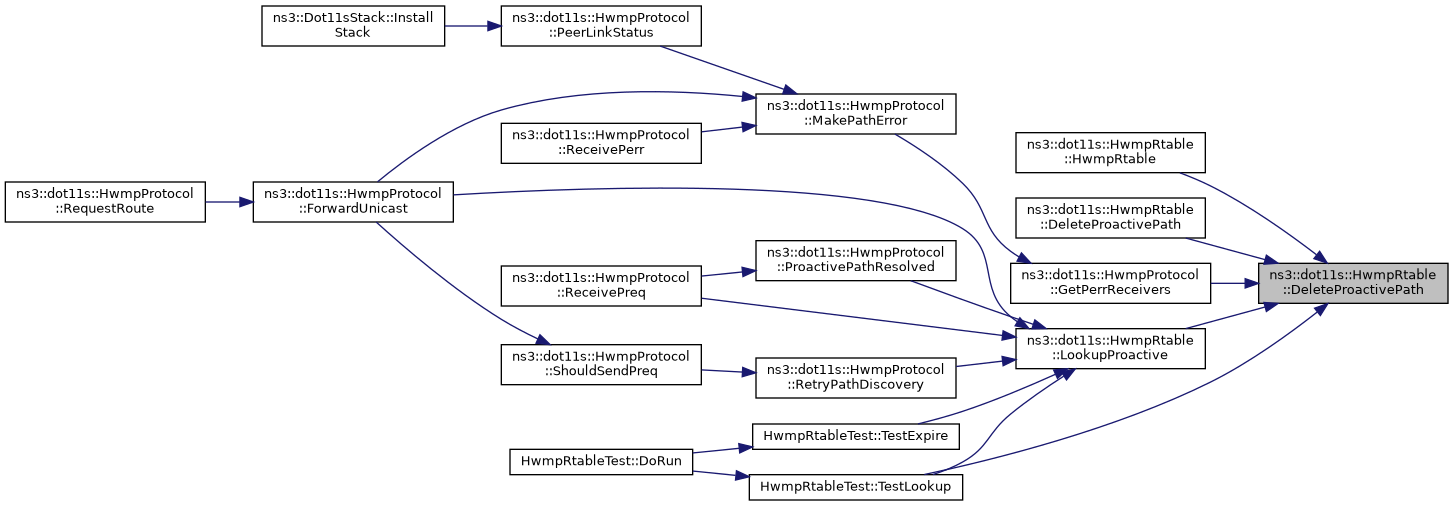 ns3::Dot11sStack::Install
Stack
ns3::dot11s::HwmpProtocol
::PeerLinkStatus
ns3::dot11s::HwmpProtocol
::MakePathError
ns3::dot11s::HwmpProtocol
::ReceivePerr
ns3::dot11s::HwmpRtable
::HwmpRtable
ns3::dot11s::HwmpProtocol
::RequestRoute
ns3::dot11s::HwmpProtocol
::ForwardUnicast
ns3::dot11s::HwmpRtable
::DeleteProactivePath
ns3::dot11s::HwmpProtocol
::ProactivePathResolved
ns3::dot11s::HwmpProtocol
::ReceivePreq
ns3::dot11s::HwmpProtocol
::GetPerrReceivers
ns3::dot11s::HwmpRtable
::DeleteProactivePath
ns3::dot11s::HwmpRtable
::LookupProactive
ns3::dot11s::HwmpProtocol
::ShouldSendPreq
ns3::dot11s::HwmpProtocol
::RetryPathDiscovery
HwmpRtableTest::TestExpire
HwmpRtableTest::DoRun
HwmpRtableTest::TestLookup